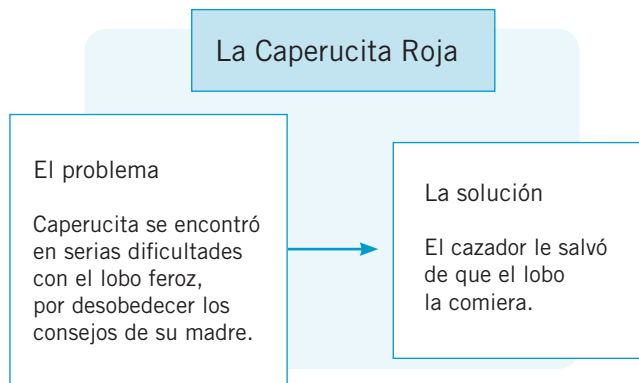 La Caperucita Roja
El problema
Caperucita se encontró
en serias dificultades
con el lobo feroz,
por desobedecer los
consejos de su madre.
La solución
El cazador le salvó
de que el lobo
la comiera.